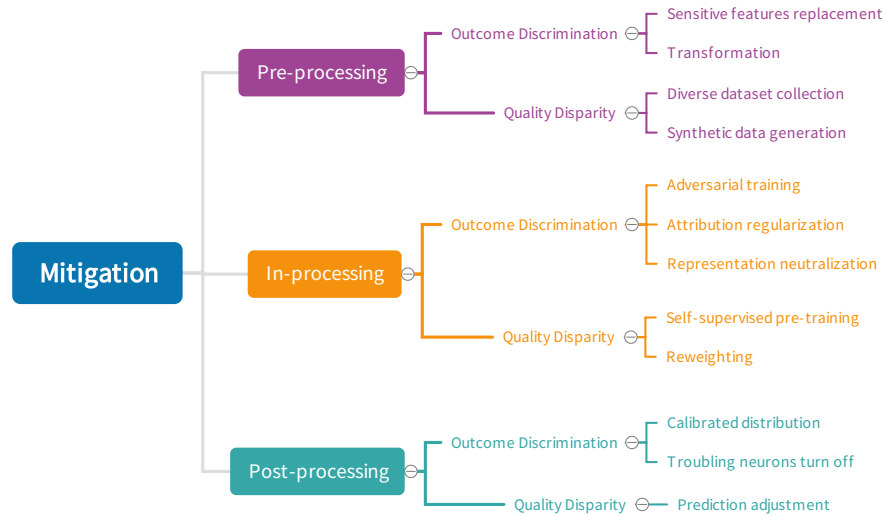 Mitigation
Pre-processing
Outcome Discrimination
Sensitive features replacement
Transformation
Quality Disparity
Diverse dataset collection
Synthetic data generation
In-processing
Outcome Discrimination
Adversarial training
Attribution regularization
Representation neutralization
Quality Disparity
Self-supervised pre-training
Reweighting
Post-processing
Outcome Discrimination
Calibrated distribution
Troubling neurons turn off
Quality Disparity
Prediction adjustment